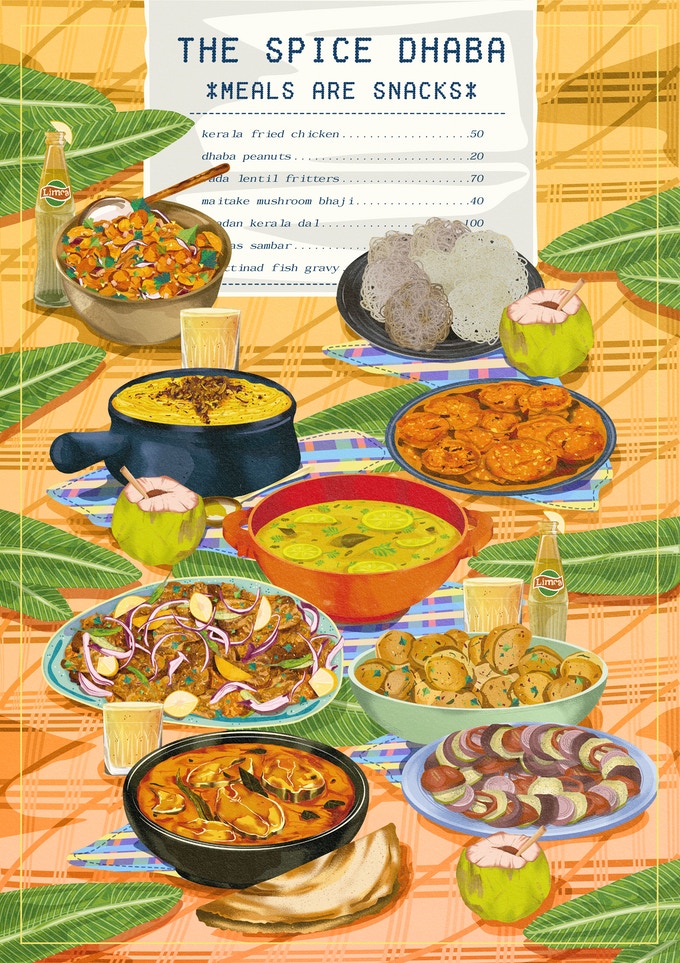 THE SPICE DHABA
*MEALS ARE SNACKS*
kerala fried chicken...................50
dhaba peanuts.........................20
lentil fritters..................70
maitake mushroom bhaji................40
kerala dal......................100
sambar
fish gravy
Limca
Limca